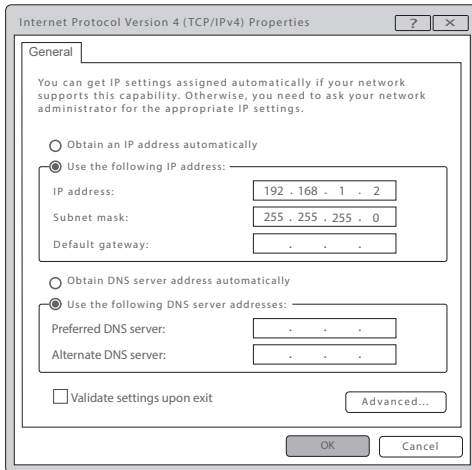 Internet Protocol Version 4 (TCP/IPv4) Properties ? ×
General
You can get IP settings assigned automatically if your network
supports this capability. Otherwise, you need to ask your network
administrator for the appropriate IP settings.
Obtain an IP address automatically
Use the following IP address:
IP address: 192 . 168 . 1 . 2
Subnet mask: 255 . 255 . 255 . 0
Default gateway: . . .
Obtain DNS server address automatically
Use the following DNS server addresses:
Preferred DNS server: . . .
Alternate DNS server: . . .
Validate settings upon exit
Advanced...
OK Cancel